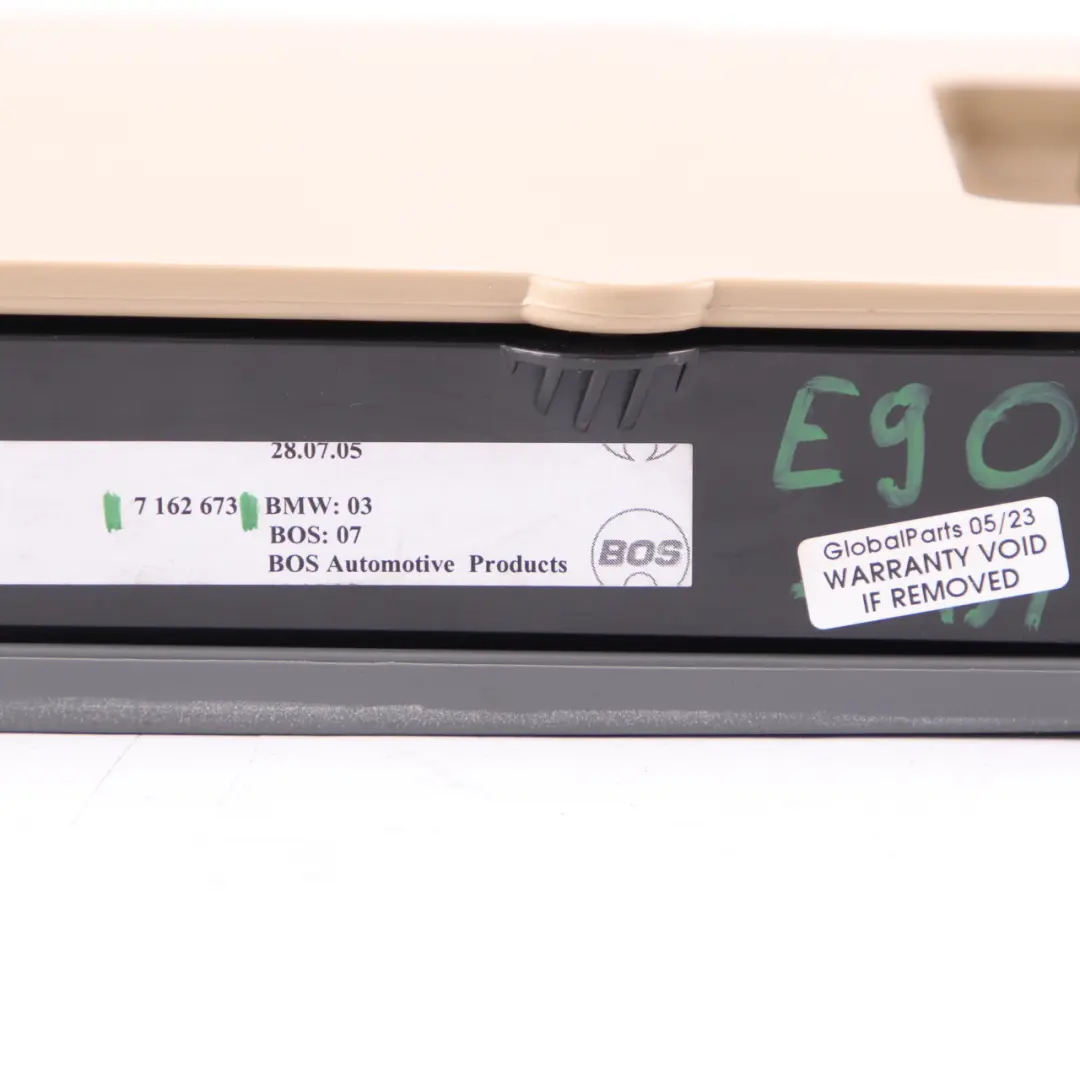 28.07.05
7 162 673 BMW: 03
BOS: 07
BOS Automotive Products
BOS
E90
GlobalParts 05/23
WARRANTY VOID
IF REMOVED